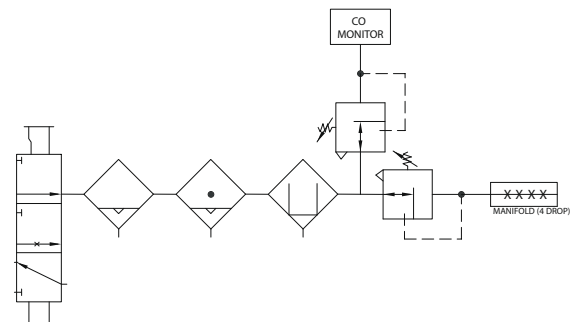 CO
MONITOR
X X X X
MANIFOLD (4 DROP)